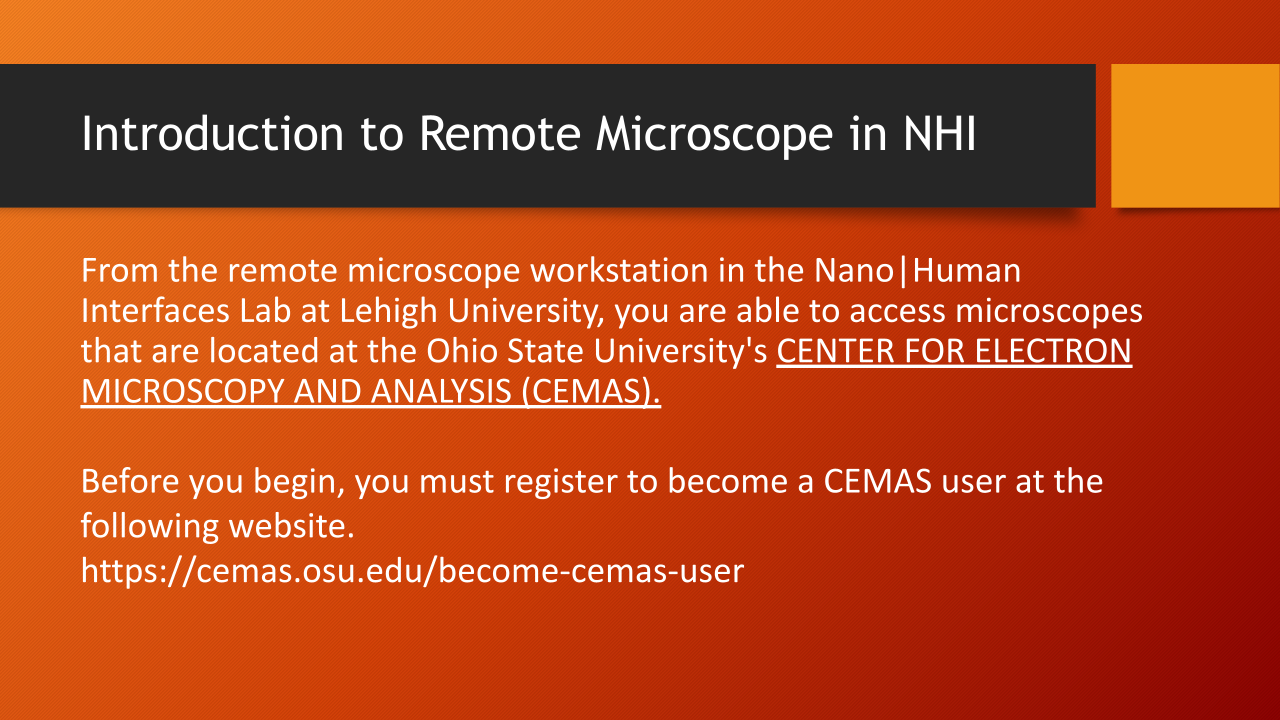 Introduction to Remote Microscope in NHI
From the remote microscope workstation in the Nano|Human
Interfaces Lab at Lehigh University, you are able to access microscopes
that are located at the Ohio State University's CENTER FOR ELECTRON
MICROSCOPY AND ANALYSIS (CEMAS).
Before you begin, you must register to become a CEMAS user at the
following website.
https://cemas.osu.edu/become-cemas-user